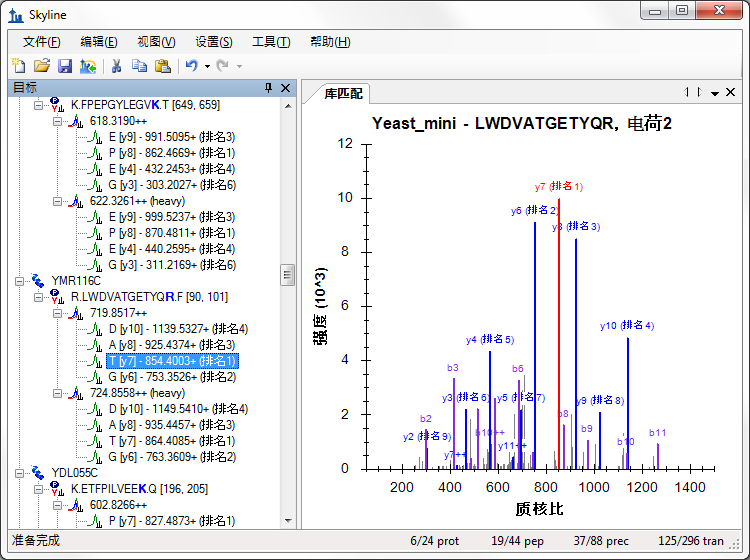 Skyline
文件(F) 编辑(E) 视图(V) 设置(S) 工具(T) 帮助(H)
目标
K.FPEPGYLEGVK.T [649, 659]
618.3190++
E [y9] - 991.5095+ (排名3)
P [y8] - 862.4669+ (排名1)
E [y4] - 432.2453+ (排名4)
G [y3] - 303.2027+ (排名6)
622.3261++ (heavy)
E [y9] - 999.5237+ (排名3)
P [y8] - 870.4811+ (排名1)
E [y4] - 440.2595+ (排名4)
G [y3] - 311.2169+ (排名6)
YMR116C
R.LWDVATGETYQR.F [90, 101]
719.8517++
D [y10] - 1139.5327+ (排名4)
A [y8] - 925.4374+ (排名3)
T [y7] - 854.4003+ (排名1)
G [y6] - 753.3526+ (排名2)
724.8558++ (heavy)
D [y10] - 1149.5410+ (排名4)
A [y8] - 935.4457+ (排名3)
T [y7] - 864.4085+ (排名1)
G [y6] - 763.3609+ (排名2)
YDL055C
K.ETFPILVEEK.Q [196, 205]
602.8266++
P [y7] - 827.4873+ (排名1)
库匹配
Yeast_mini - LWDVATGETYQR, 电荷2
强度 (10^3)
12
10
8
6
4
2
0
y7 (排名1)
y6 (排名2)
y8 (排名3)
y10 (排名4)
y4 (排名5)
b3
b6
y3 (排名6)
y5 (排名7)
y9 (排名8)
b2
b8
y2 (排名9)
b10++
b9
b10
b11
y7++
y11++
200 400 600 800 1000 1200 1400
质核比
准备完成
6/24 prot 19/44 pep 37/88 prec 125/296 tran